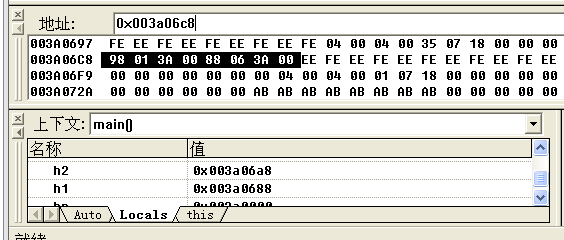 地址: 0x003a06c8
003A0697 FE EE FE EE FE EE FE EE FE 04 00 04 00 35 07 18 00 00 00
003A06C8 98 01 3A 00 88 06 3A 00 EE FE EE FE EE FE EE FE EE FE EE
003A06F9 00 00 00 00 00 00 00 00 04 00 04 00 01 07 18 00 00 00 00
003A072A 00 00 00 00 00 AB AB AB AB AB AB AB AB 00 00 00 00 00 00
上下文: main()
名称 值
h2 0x003a06a8
h1 0x003a0688
Auto Locals this
就绪